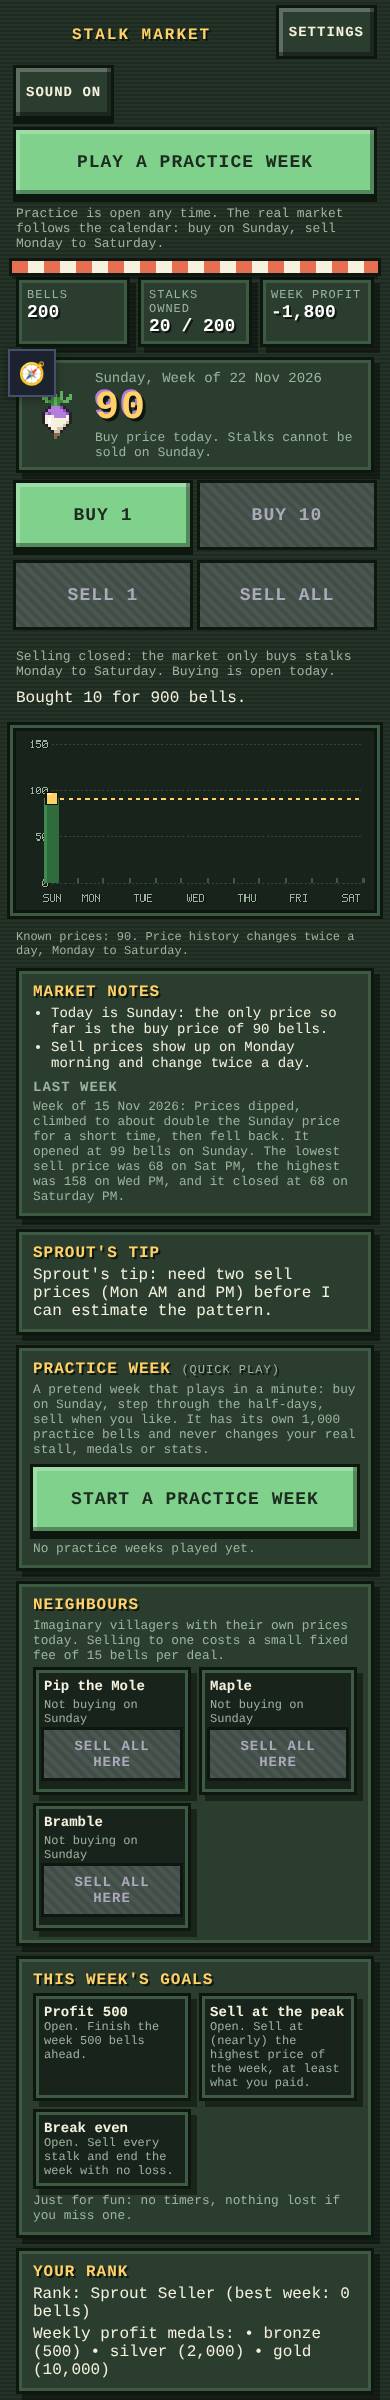 STALK MARKET
SETTINGS
SOUND ON
PLAY A PRACTICE WEEK
Practice is open any time. The real market
follows the calendar: buy on Sunday, sell
Monday to Saturday.
BELLS
200
STALKS
OWNED
20 / 200
WEEK PROFIT
-1,800
Sunday, Week of 22 Nov 2026
90
Buy price today. Stalks cannot be
sold on Sunday.
BUY 1
BUY 10
SELL 1
SELL ALL
Selling closed: the market only buys stalks
Monday to Saturday. Buying is open today.
Bought 10 for 900 bells.
150
100
50
0
SUN MON TUE WED THU FRI SAT
Known prices: 90. Price history changes twice a
day, Monday to Saturday.
MARKET NOTES
• Today is Sunday: the only price so
far is the buy price of 90 bells.
• Sell prices show up on Monday
morning and change twice a day.
LAST WEEK
Week of 15 Nov 2026: Prices dipped,
climbed to about double the Sunday price
for a short time, then fell back. It
opened at 99 bells on Sunday. The lowest
sell price was 68 on Sat PM, the highest
was 158 on Wed PM, and it closed at 68 on
Saturday PM.
SPROUT'S TIP
Sprout's tip: need two sell
prices (Mon AM and PM) before I
can estimate the pattern.
PRACTICE WEEK (QUICK PLAY)
A pretend week that plays in a minute: buy
on Sunday, step through the half-days,
sell when you like. It has its own 1,000
practice bells and never changes your real
stall, medals or stats.
START A PRACTICE WEEK
No practice weeks played yet.
NEIGHBOURS
Imaginary villagers with their own prices
today. Selling to one costs a small fixed
fee of 15 bells per deal.
Pip the Mole
Not buying on
Sunday
SELL ALL
HERE
Maple
Not buying on
Sunday
SELL ALL
HERE
Bramble
Not buying on
Sunday
SELL ALL
HERE
THIS WEEK'S GOALS
Profit 500
Open. Finish the
week 500 bells
ahead.
Sell at the peak
Open. Sell at
(nearly) the
highest price of
the week, at least
what you paid.
Break even
Open. Sell every
stalk and end the
week with no loss.
Just for fun: no timers, nothing lost if
you miss one.
YOUR RANK
Rank: Sprout Seller (best week: 0
bells)
Weekly profit medals: • bronze
(500) • silver (2,000) • gold
(10,000)